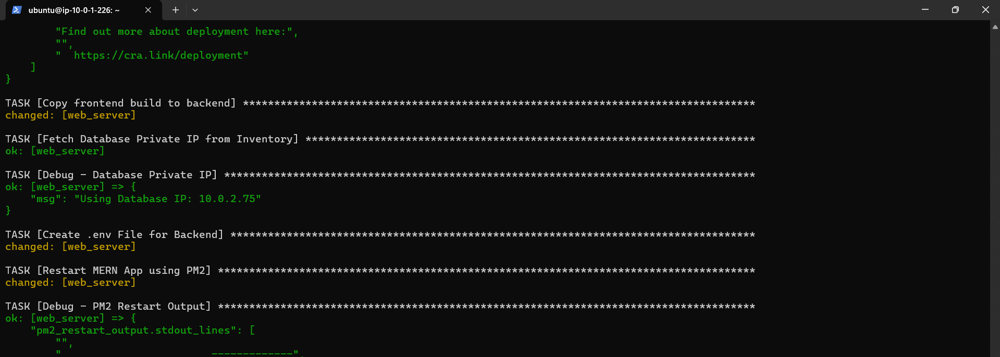 ubuntu@ip-10-0-1-226: ~
"Find out more about deployment here:",
"",
"  https://cra.link/deployment"
]
}
TASK [Copy frontend build to backend] **********************************************************************************
changed: [web_server]
TASK [Fetch Database Private IP from Inventory] ************************************************************************
ok: [web_server]
TASK [Debug - Database Private IP] *************************************************************************************
ok: [web_server] => {
"msg": "Using Database IP: 10.0.2.75"
}
TASK [Create .env File for Backend] ************************************************************************************
changed: [web_server]
TASK [Restart MERN App using PM2] **************************************************************************************
changed: [web_server]
TASK [Debug - PM2 Restart Output] **************************************************************************************
ok: [web_server] => {
"pm2_restart_output.stdout_lines": [
"",
"                        -------------",